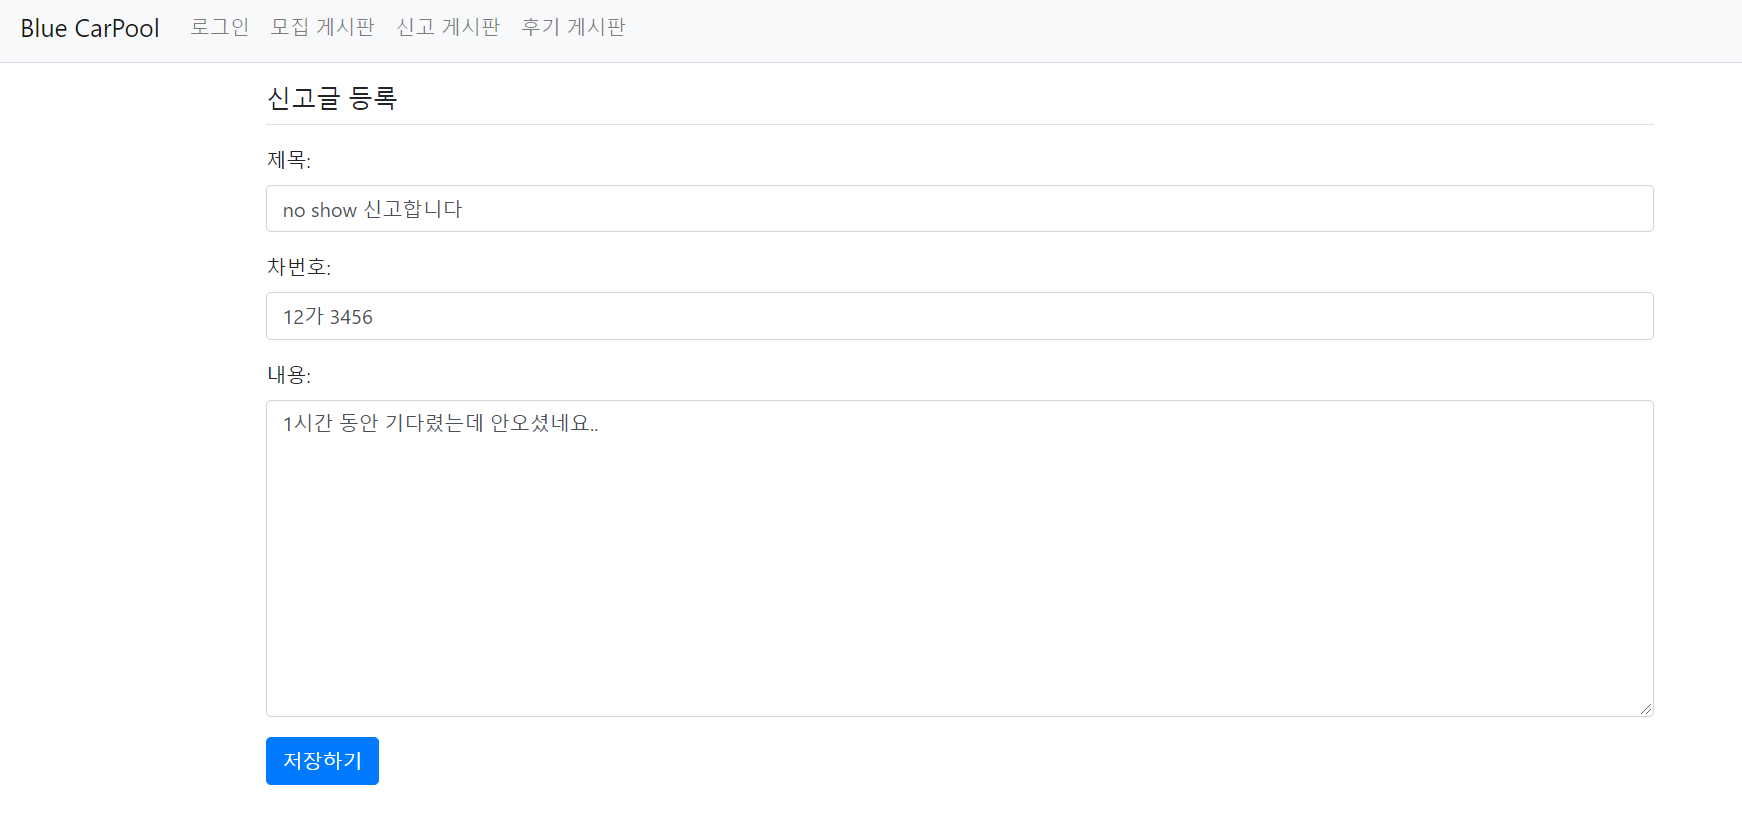 Blue CarPool 로그인 모집 게시판 신고 게시판 후기 게시판
신고글 등록
제목:
no show 신고합니다
차번호:
12가 3456
내용:
1시간 동안 기다렸는데 안오셨네요..
저장하기